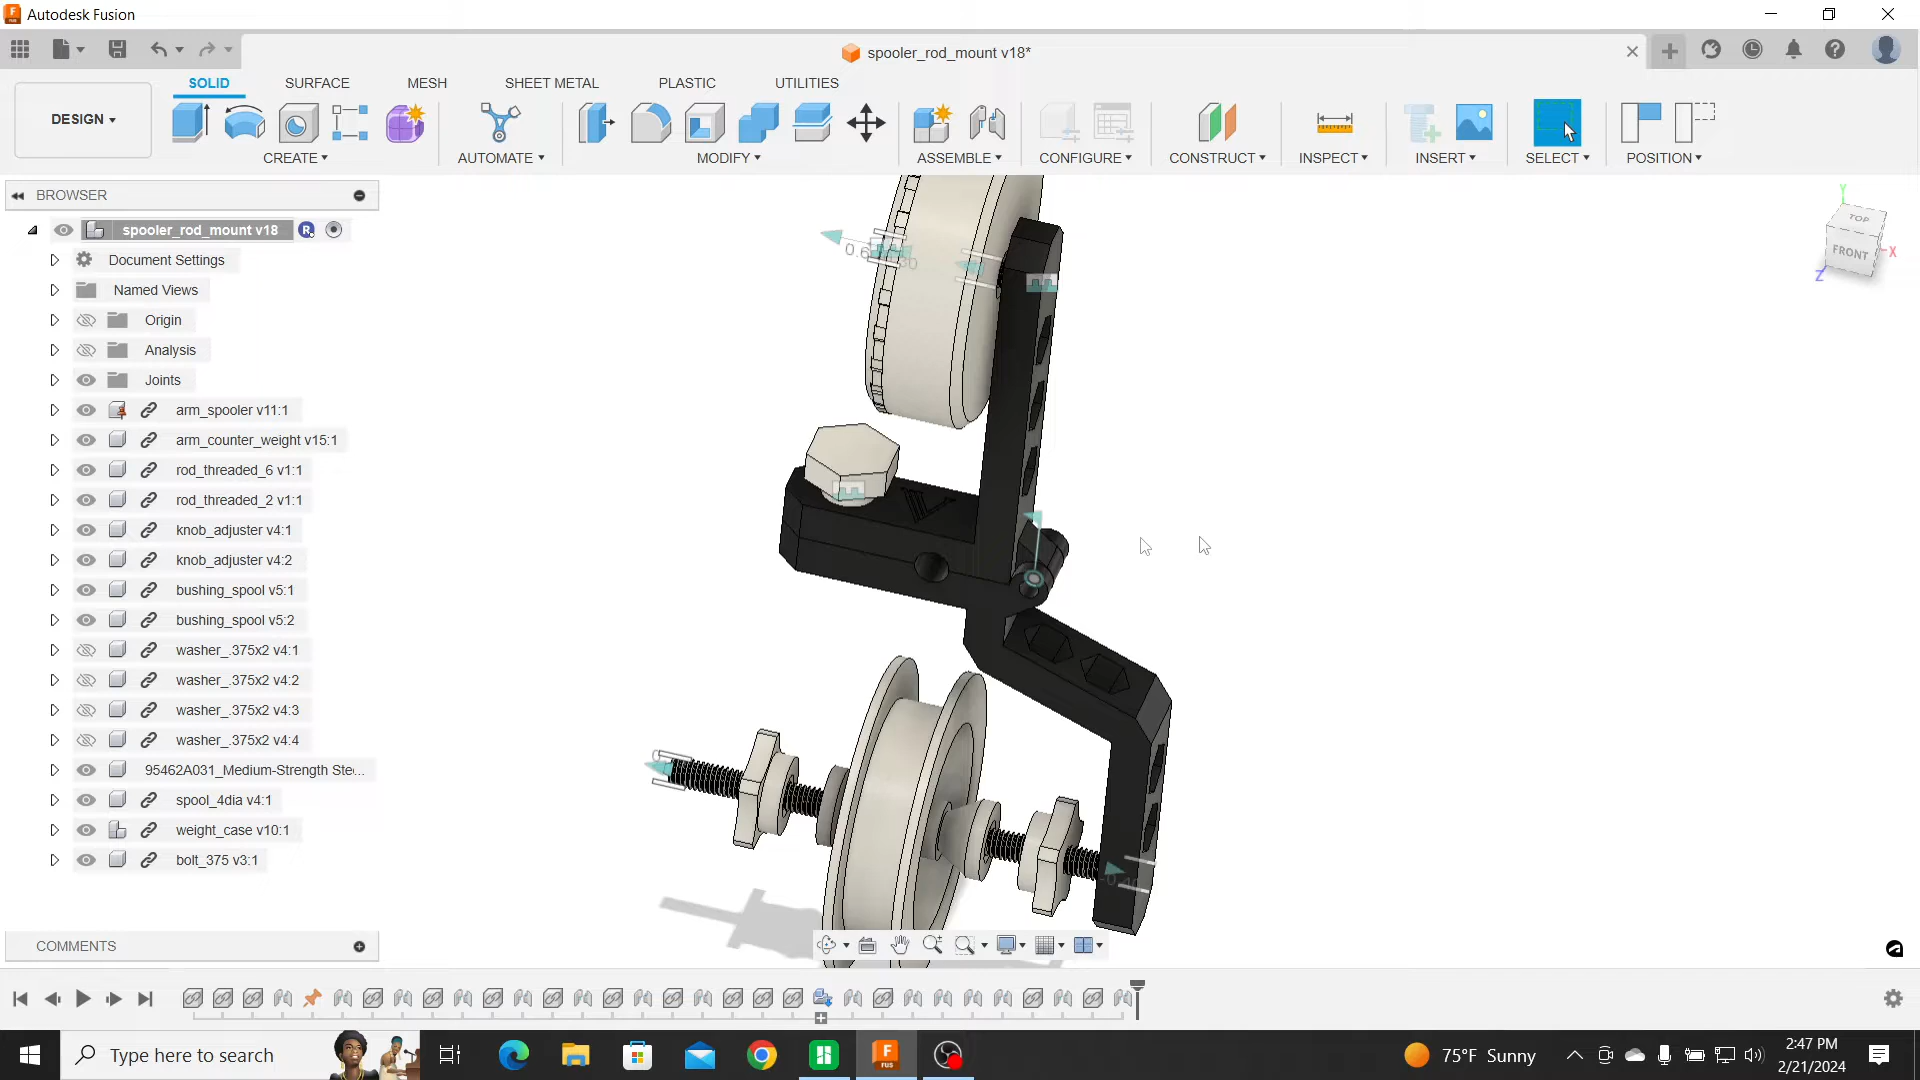 Autodesk Fusion
spooler_rod_mount v18*
SOLID SURFACE MESH SHEET METAL PLASTIC UTILITIES
DESIGN
CREATE AUTOMATE MODIFY ASSEMBLE CONFIGURE CONSTRUCT INSPECT INSERT SELECT POSITION
BROWSER
spooler_rod_mount v18
R
Document Settings
Named Views
Origin
Analysis
Joints
arm_spooler v11:1
arm_counter_weight v15:1
rod_threaded_6 v1:1
rod_threaded_2 v1:1
knob_adjuster v4:1
knob_adjuster v4:2
bushing_spool v5:1
bushing_spool v5:2
washer_.375x2 v4:1
washer_.375x2 v4:2
washer_.375x2 v4:3
washer_.375x2 v4:4
95462A031_Medium-Strength Ste...
spool_4dia v4:1
weight_case v10:1
bolt_375 v3:1
Y
TOP
FRONT
X
Z
COMMENTS
Type here to search
F
RUS
75°F Sunny
2:47 PM
2/21/2024